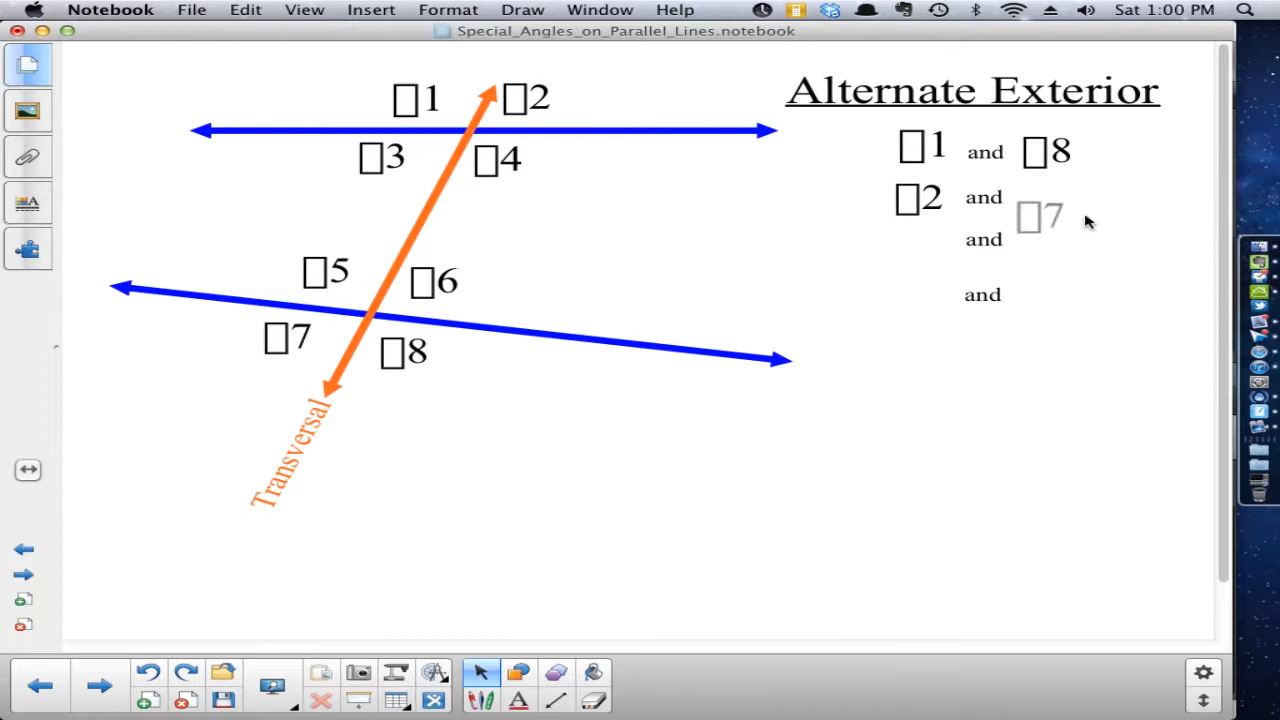 Notebook File Edit View Insert Format Draw Window Help Sat 1:00 PM
Special_Angles_on_Parallel_Lines.notebook
Alternate Exterior
▯1 ▯2
▯3 ▯4
▯5 ▯6
▯7 ▯8
Transversal
▯1 and ▯8
▯2 and ▯7
and
and
A